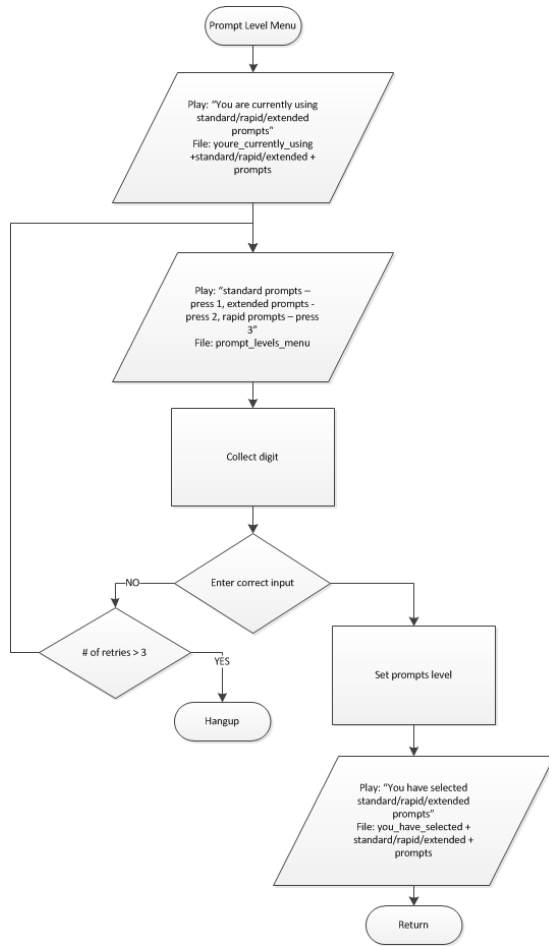 Prompt Level Menu
Play: “You are currently using
standard/rapid/extended
prompts”
File: youre_currently_using
+standard/rapid/extended +
prompts
Play: “standard prompts –
press 1, extended prompts -
press 2, rapid prompts – press
3”
File: prompt_levels_menu
Collect digit
Enter correct input
NO
# of retries > 3
YES
Hangup
Set prompts level
Play: “You have selected
standard/rapid/extended
prompts”
File: you_have_selected +
standard/rapid/extended +
prompts
Return